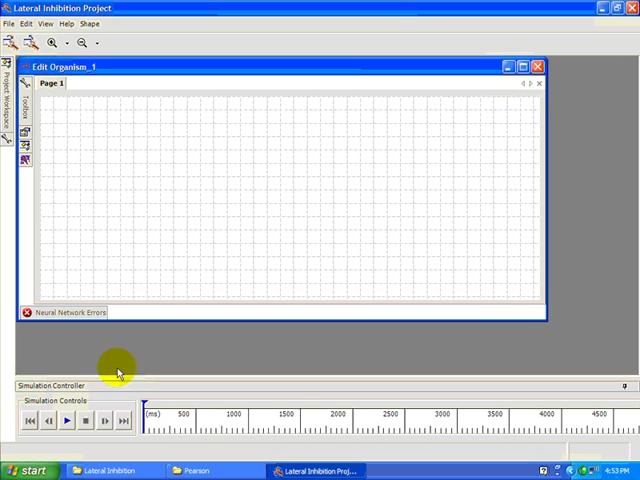 Lateral Inhibition Project
File Edit View Help Shape
Edit Organism_1
Page 1
Project Workspace
Toolbox
Neural Network Errors
Simulation Controller
Simulation Controls
(ms) 500 1000 1500 2000 2500 3000 3500 4000 4500
start Lateral Inhibition Pearson Lateral Inhibition Proj... 4:53 PM